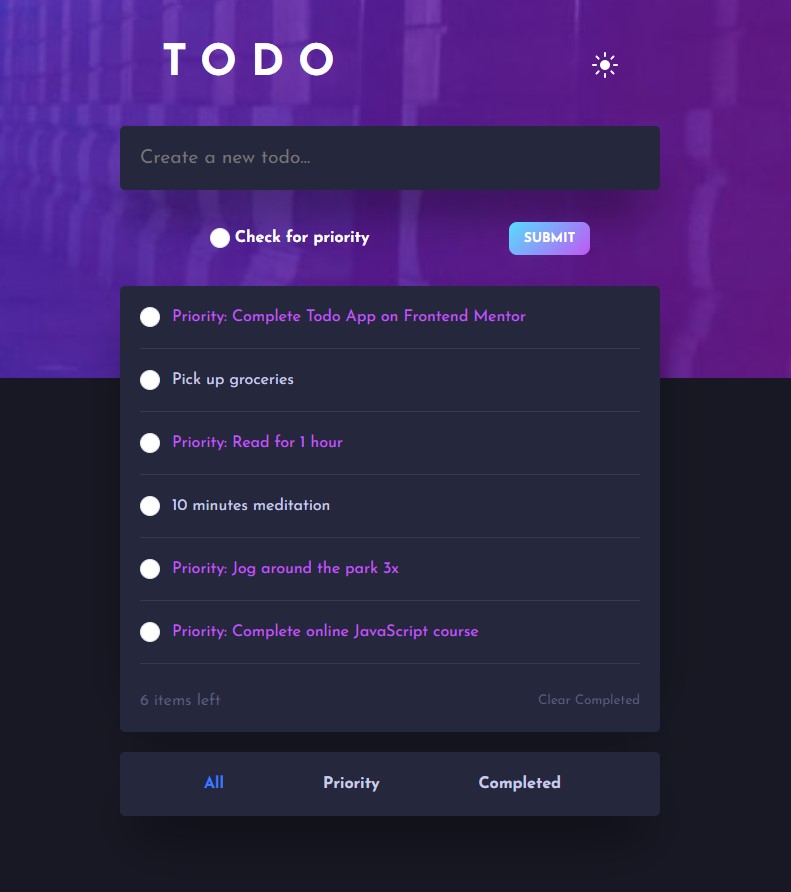 TODO
Create a new todo...
Check for priority
SUBMIT
Priority: Complete Todo App on Frontend Mentor
Pick up groceries
Priority: Read for 1 hour
10 minutes meditation
Priority: Jog around the park 3x
Priority: Complete online JavaScript course
6 items left
Clear Completed
All
Priority
Completed